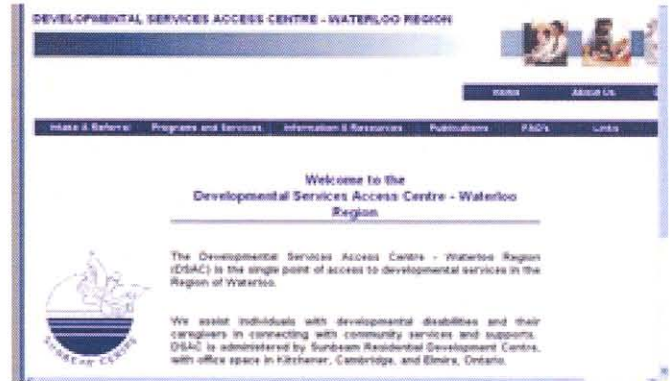 DEVELOPMENTAL SERVICES ACCESS CENTRE - WATERLOO REGION
Home About Us
Intake & Referral Programs and Services Information & Resources Publications FAQ's Links
Welcome to the
Developmental Services Access Centre - Waterloo
Region
The Developmental Services Access Centre - Waterloo Region
(DSAC) is the single point of access to developmental services in the
Region of Waterloo.
We assist individuals with developmental disabilities and their
caregivers in connecting with community services and supports.
DSAC is administered by Sunbeam Residential Development Centre,
with office space in Kitchener, Cambridge, and Elmira, Ontario.
SUNBEAM CENTRE